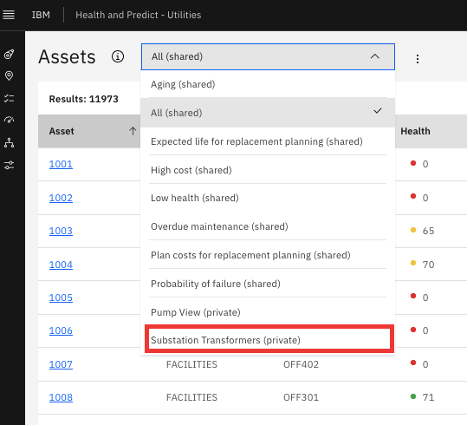 IBM Health and Predict - Utilities
Assets All (shared)
Aging (shared)
Results: 11973
All (shared)
Asset Health
Expected life for replacement planning (shared)
1001 0
High cost (shared)
1002 Low health (shared) 0
1003 Overdue maintenance (shared) 65
Plan costs for replacement planning (shared)
1004 70
Probability of failure (shared)
1005 0
Pump View (private)
1006 0
Substation Transformers (private)
1007 FACILITIES OFF402 0
1008 FACILITIES OFF301 71